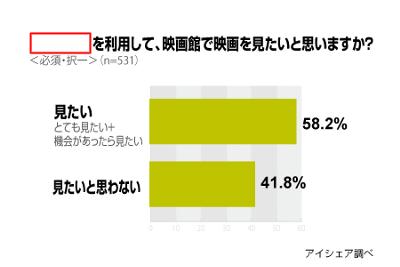 を利用して、映画館で映画を見たいと思いますか?
＜必須・択一＞(n=531)
見たい
とても見たい＋
機会があったら見たい
58.2%
見たいと思わない
41.8%
0 10 20 30 40 50 60
アイシェア調べ